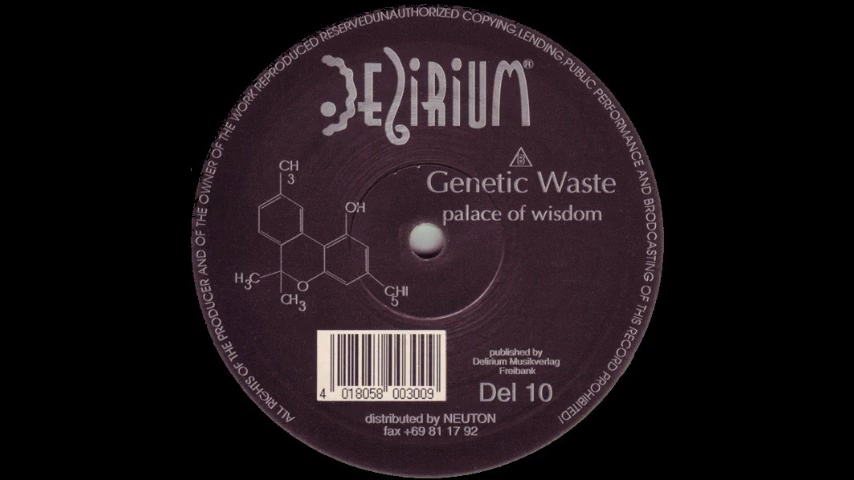 ALL RIGHTS OF THE PRODUCER AND OF THE OWNER OF THE WORK REPRODUCED RESERVEDUNAUTHORIZED COPYING,LENDING,PUBLIC PERFORMANCE AND BRODCASTING OF THIS RECORD PROHIBITED!
DELIRIUM®
Genetic Waste
palace of wisdom
CH
3
OH
H3C
O
CH3
CHI
5
published by
Delirium Musikverlag
Freibank
4 018058 003009
Del 10
distributed by NEUTON
fax +69 81 17 92